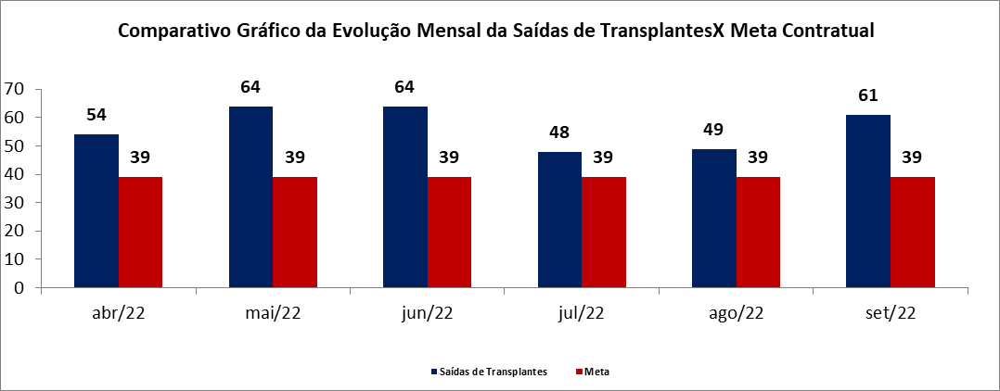 Comparativo Gráfico da Evolução Mensal da Saídas de TransplantesX Meta Contratual
70
60
50
40
30
20
10
0
54
39
64
39
64
39
48
39
49
39
61
39
abr/22
mai/22
jun/22
jul/22
ago/22
set/22
Saídas de Transplantes
Meta